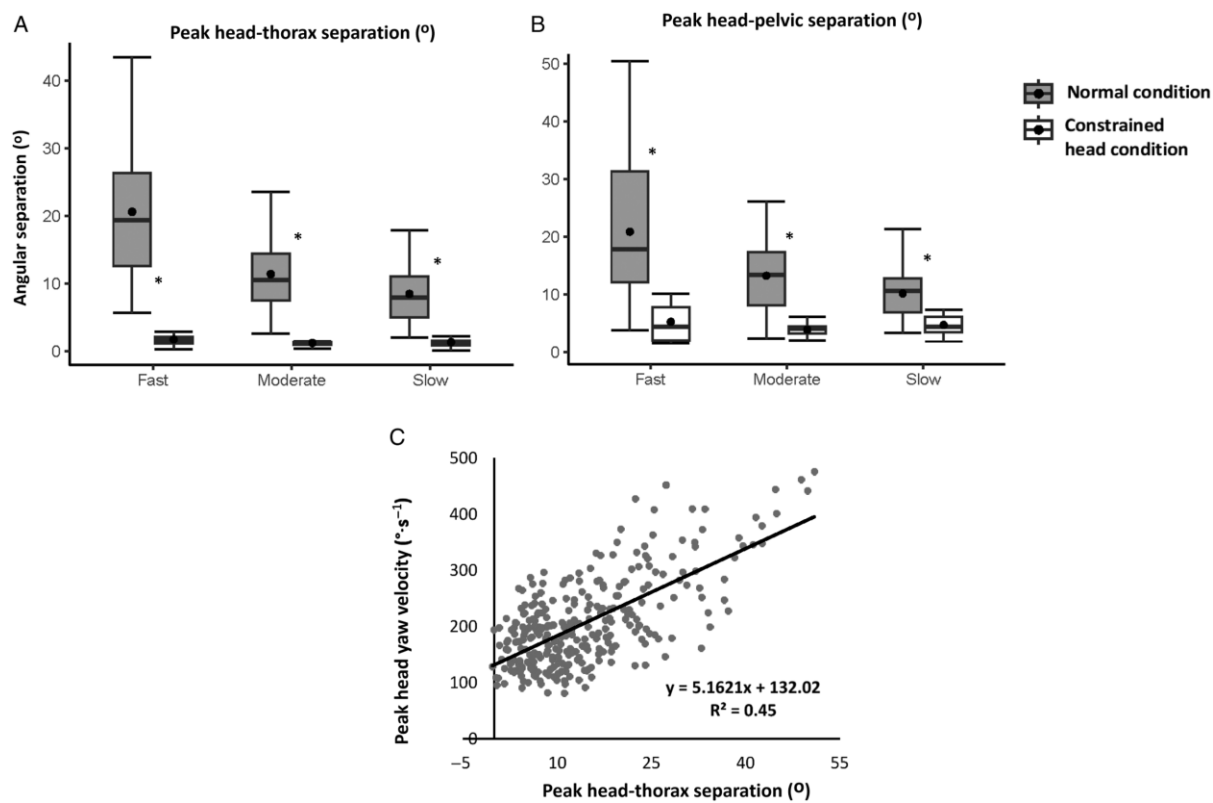 A
Peak head-thorax separation (º)
Angular separation (º)
40
30
20
10
0
*
*
*
Fast
Moderate
Slow
B
Peak head-pelvic separation (º)
50
40
30
20
10
0
*
*
*
Fast
Moderate
Slow
Normal condition
Constrained
head condition
C
Peak head yaw velocity (°·s⁻¹)
500
400
300
200
100
0
y = 5.1621x + 132.02
R² = 0.45
–5
10
25
40
55
Peak head-thorax separation (º)